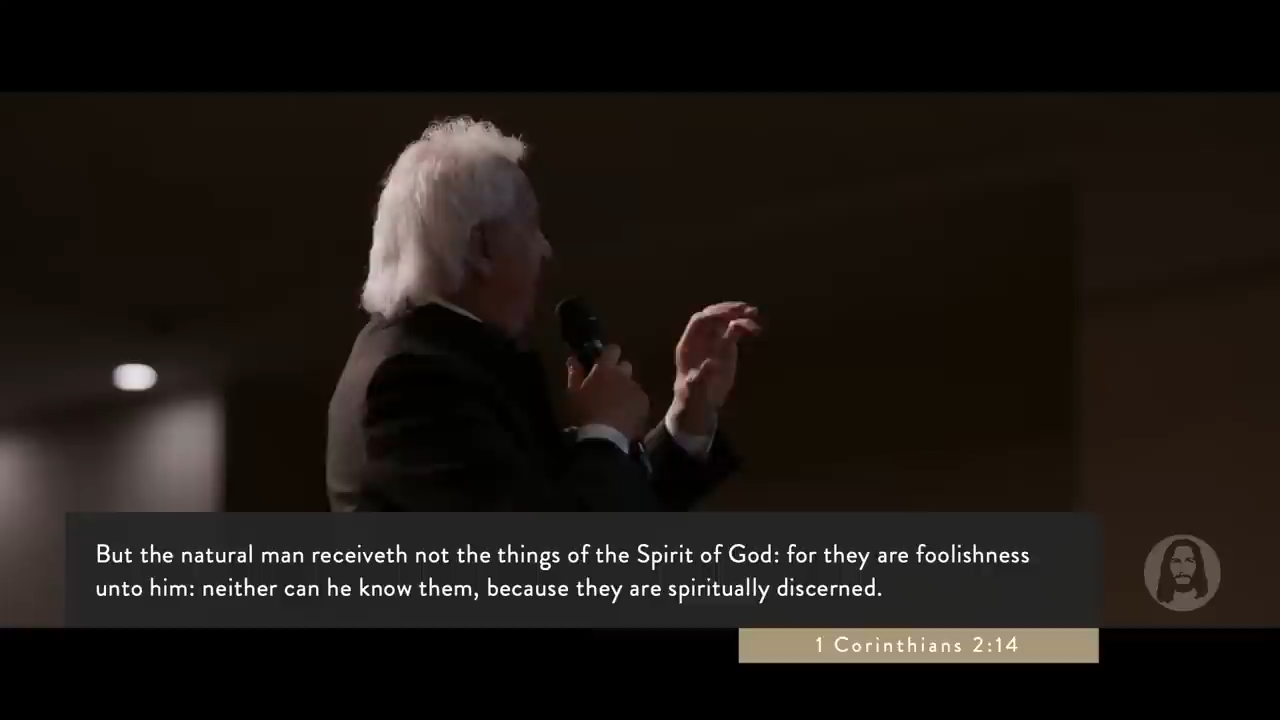 But the natural man receiveth not the things of the Spirit of God: for they are foolishness
unto him: neither can he know them, because they are spiritually discerned.
1 Corinthians 2:14